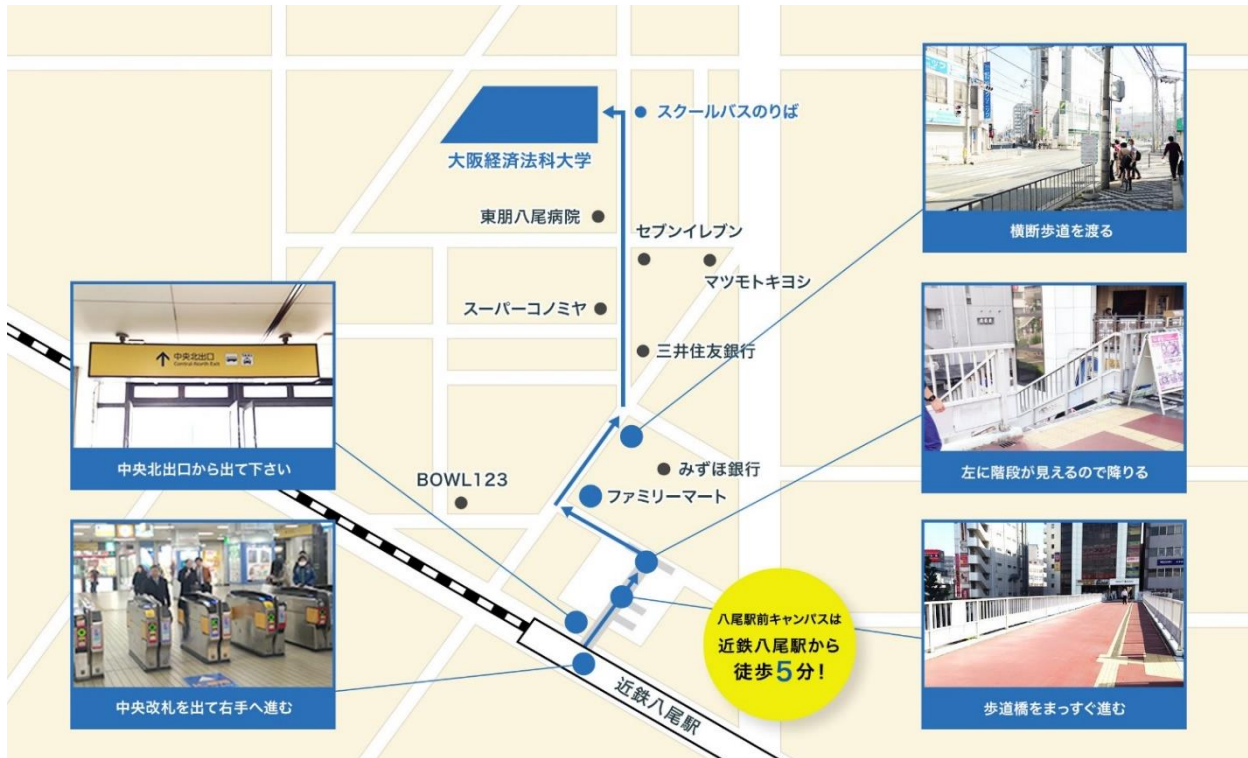 スクールバスのりば
大阪経済法科大学
東朋八尾病院
セブンイレブン
マツモトキヨシ
スーパーコノミヤ
三井住友銀行
みずほ銀行
ファミリーマート
BOWL123
近鉄八尾駅
八尾駅前キャンパスは
近鉄八尾駅から
徒歩5分!
中央北出口
Central North Exit
中央北出口から出て下さい
中央改札を出て右手へ進む
横断歩道を渡る
左に階段が見えるので降りる
歩道橋をまっすぐ進む